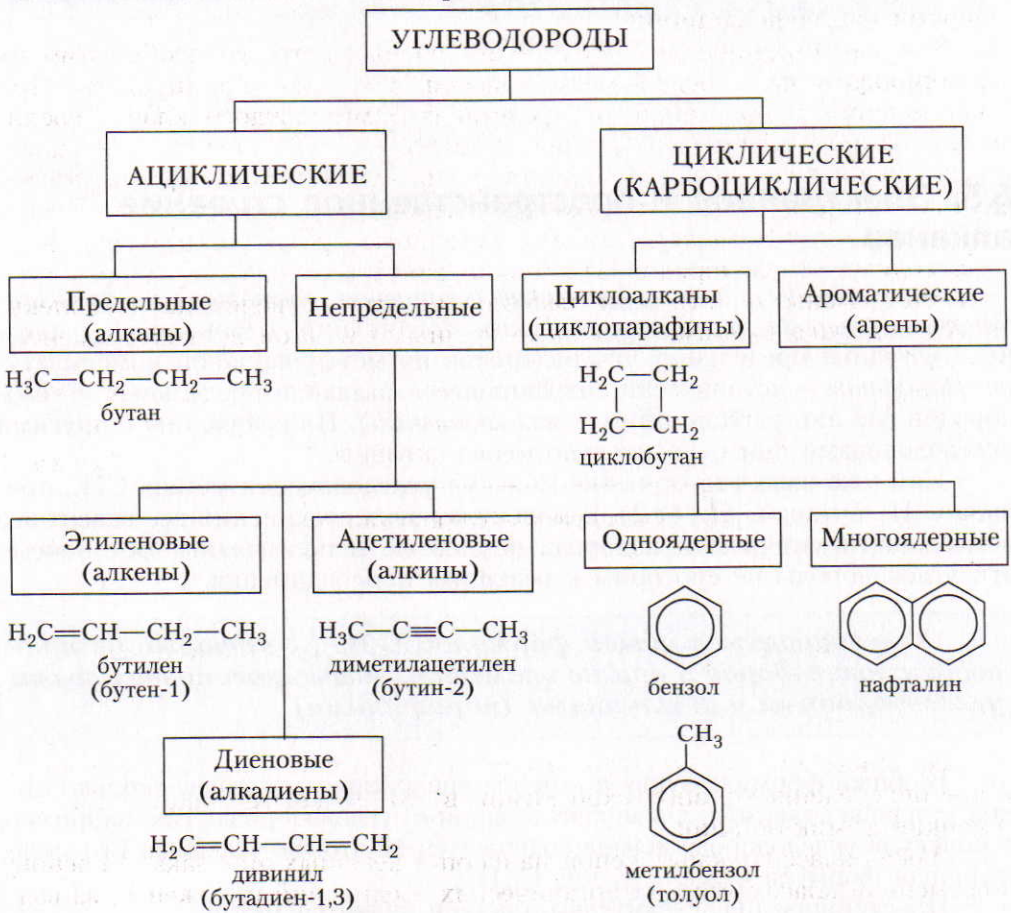 УГЛЕВОДОРОДЫ
АЦИКЛИЧЕСКИЕ
ЦИКЛИЧЕСКИЕ
(КАРБОЦИКЛИЧЕСКИЕ)
Предельные
(алканы)
Непредельные
Циклоалканы
(циклопарафины)
Ароматические
(арены)
H₃C—CH₂—CH₂—CH₃
бутан
H₂C—CH₂
H₂C—CH₂
циклобутан
Этиленовые
(алкены)
Ацетиленовые
(алкины)
Одноядерные
Многоядерные
H₂C=CH—CH₂—CH₃
бутилен
(бутен-1)
H₃C—C≡C—CH₃
диметилацетилен
(бутин-2)
бензол
нафталин
Диеновые
(алкадиены)
H₂C=CH—CH=CH₂
дивинил
(бутадиен-1,3)
CH₃
метилбензол
(толуол)